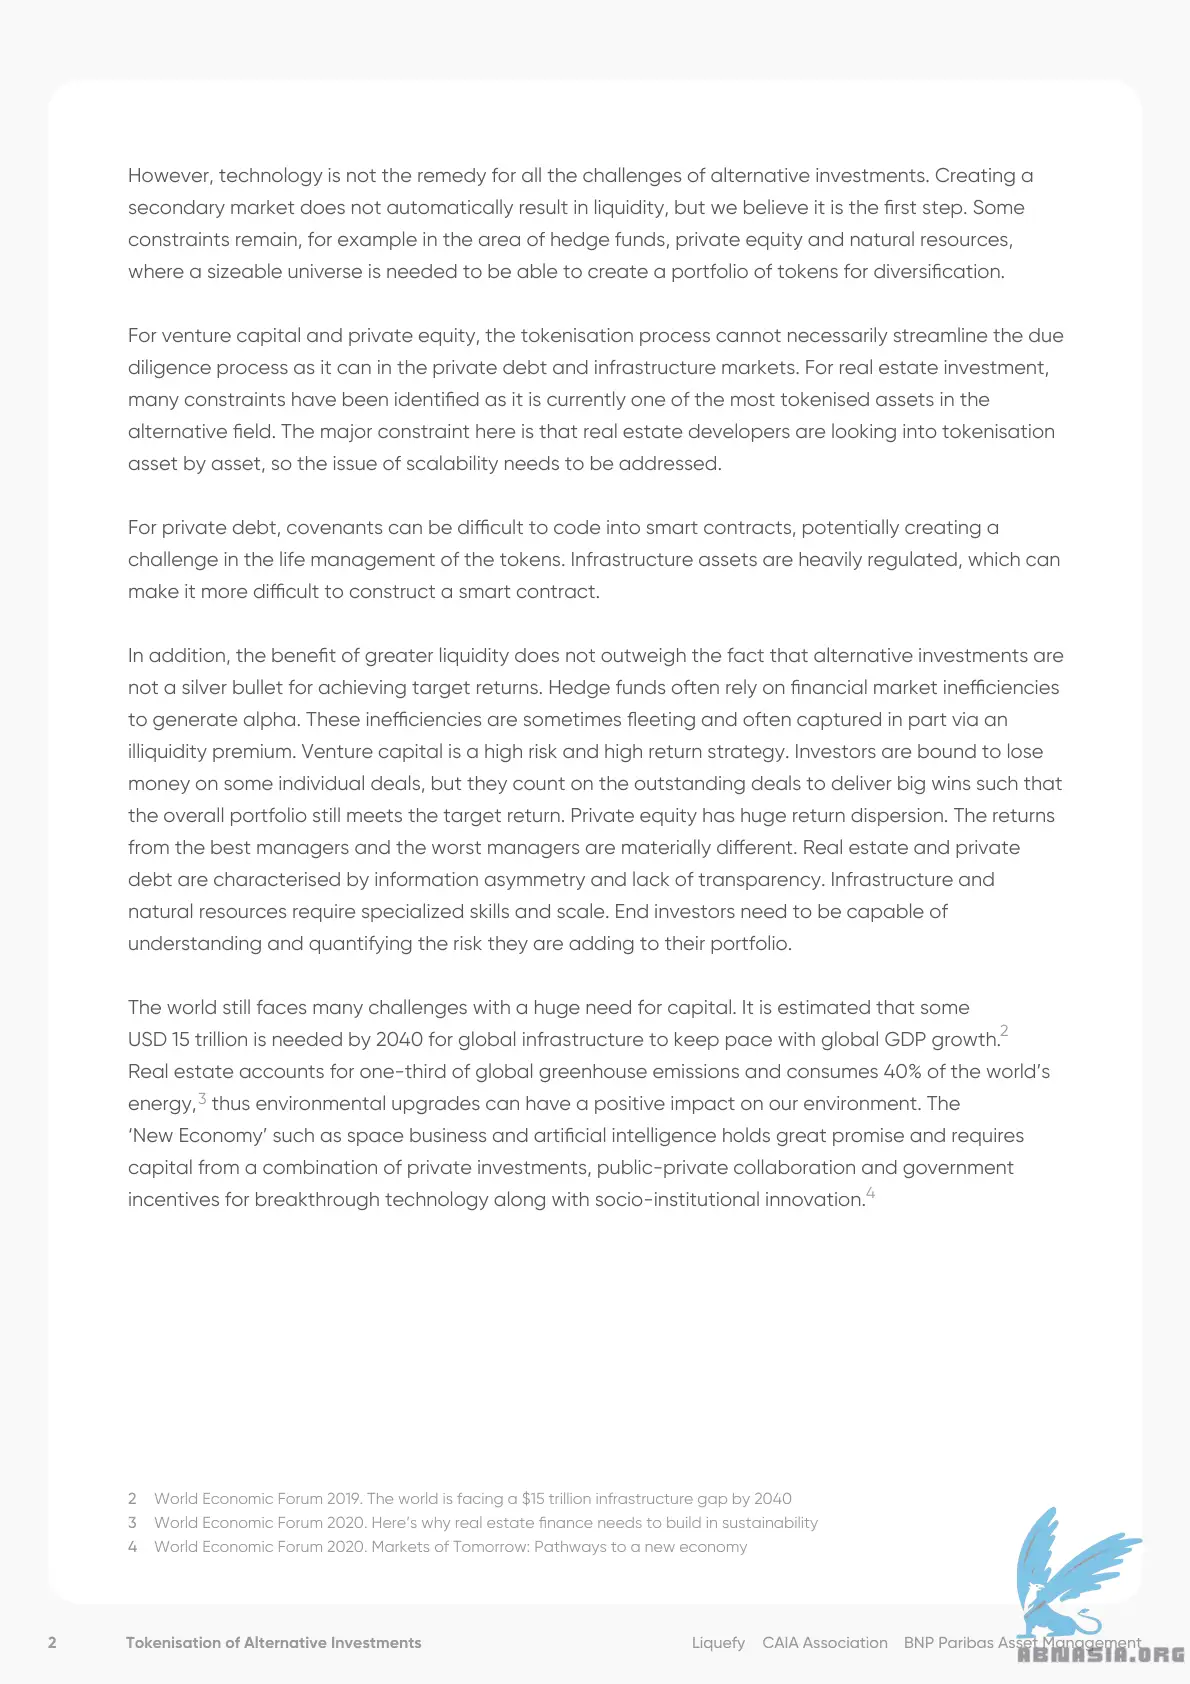 However, technology is not the remedy for all the challenges of alternative investments. Creating a
secondary market does not automatically result in liquidity, but we believe it is the first step. Some
constraints remain, for example in the area of hedge funds, private equity and natural resources,
where a sizeable universe is needed to be able to create a portfolio of tokens for diversification.
For venture capital and private equity, the tokenisation process cannot necessarily streamline the due
diligence process as it can in the private debt and infrastructure markets. For real estate investment,
many constraints have been identified as it is currently one of the most tokenised assets in the
alternative field. The major constraint here is that real estate developers are looking into tokenisation
asset by asset, so the issue of scalability needs to be addressed.
For private debt, covenants can be difficult to code into smart contracts, potentially creating a
challenge in the life management of the tokens. Infrastructure assets are heavily regulated, which can
make it more difficult to construct a smart contract.
In addition, the benefit of greater liquidity does not outweigh the fact that alternative investments are
not a silver bullet for achieving target returns. Hedge funds often rely on financial market inefficiencies
to generate alpha. These inefficiencies are sometimes fleeting and often captured in part via an
illiquidity premium. Venture capital is a high risk and high return strategy. Investors are bound to lose
money on some individual deals, but they count on the outstanding deals to deliver big wins such that
the overall portfolio still meets the target return. Private equity has huge return dispersion. The returns
from the best managers and the worst managers are materially different. Real estate and private
debt are characterised by information asymmetry and lack of transparency. Infrastructure and
natural resources require specialized skills and scale. End investors need to be capable of
understanding and quantifying the risk they are adding to their portfolio.
The world still faces many challenges with a huge need for capital. It is estimated that some
USD 15 trillion is needed by 2040 for global infrastructure to keep pace with global GDP growth.2
Real estate accounts for one-third of global greenhouse emissions and consumes 40% of the world’s
energy,3 thus environmental upgrades can have a positive impact on our environment. The
‘New Economy’ such as space business and artificial intelligence holds great promise and requires
capital from a combination of private investments, public-private collaboration and government
incentives for breakthrough technology along with socio-institutional innovation.4
2 World Economic Forum 2019. The world is facing a $15 trillion infrastructure gap by 2040
3 World Economic Forum 2020. Here’s why real estate finance needs to build in sustainability
4 World Economic Forum 2020. Markets of Tomorrow: Pathways to a new economy
2 Tokenisation of Alternative Investments Liquefy CAIA Association BNP Paribas Asset Management
ABNASIA.ORG